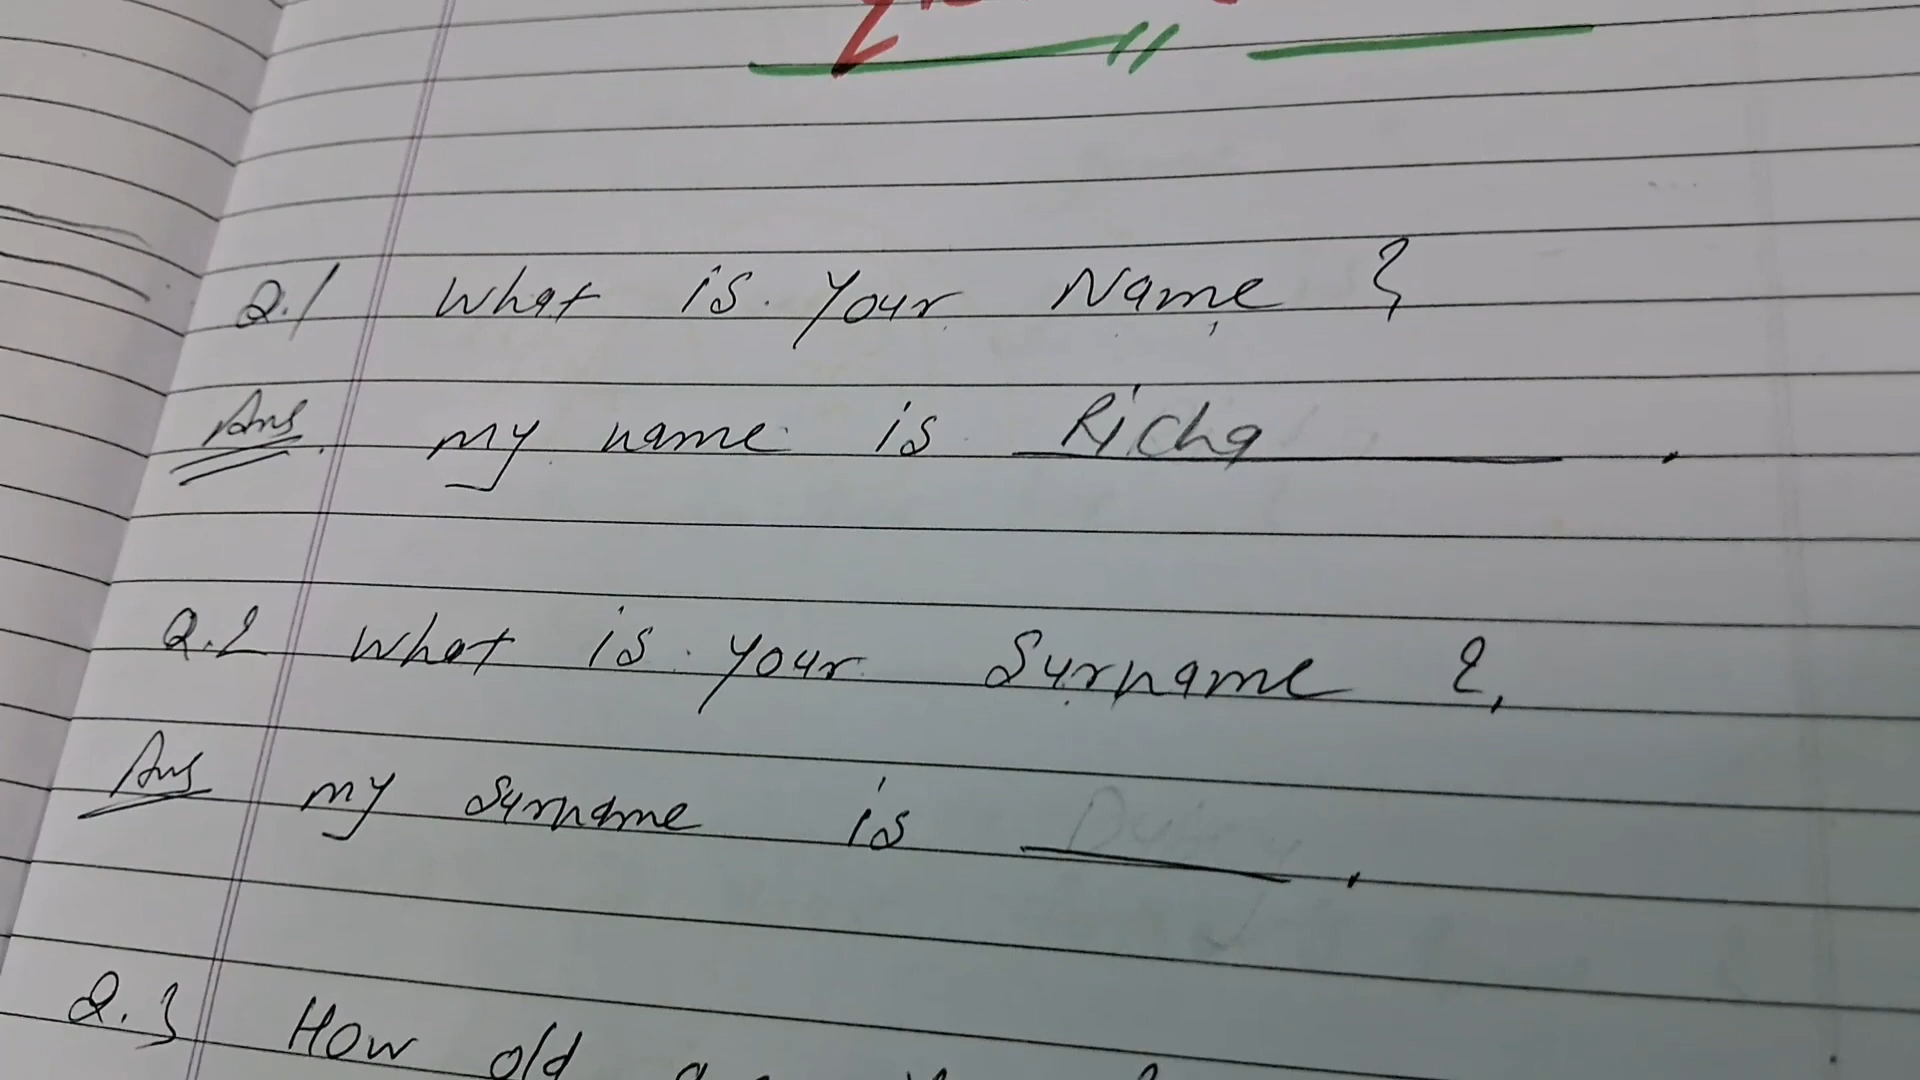 Q.1 What is your Name ?
Ans my name is Richa .
Q.2 What is your Surname ?
Ans my surname is .
Q.3 How old